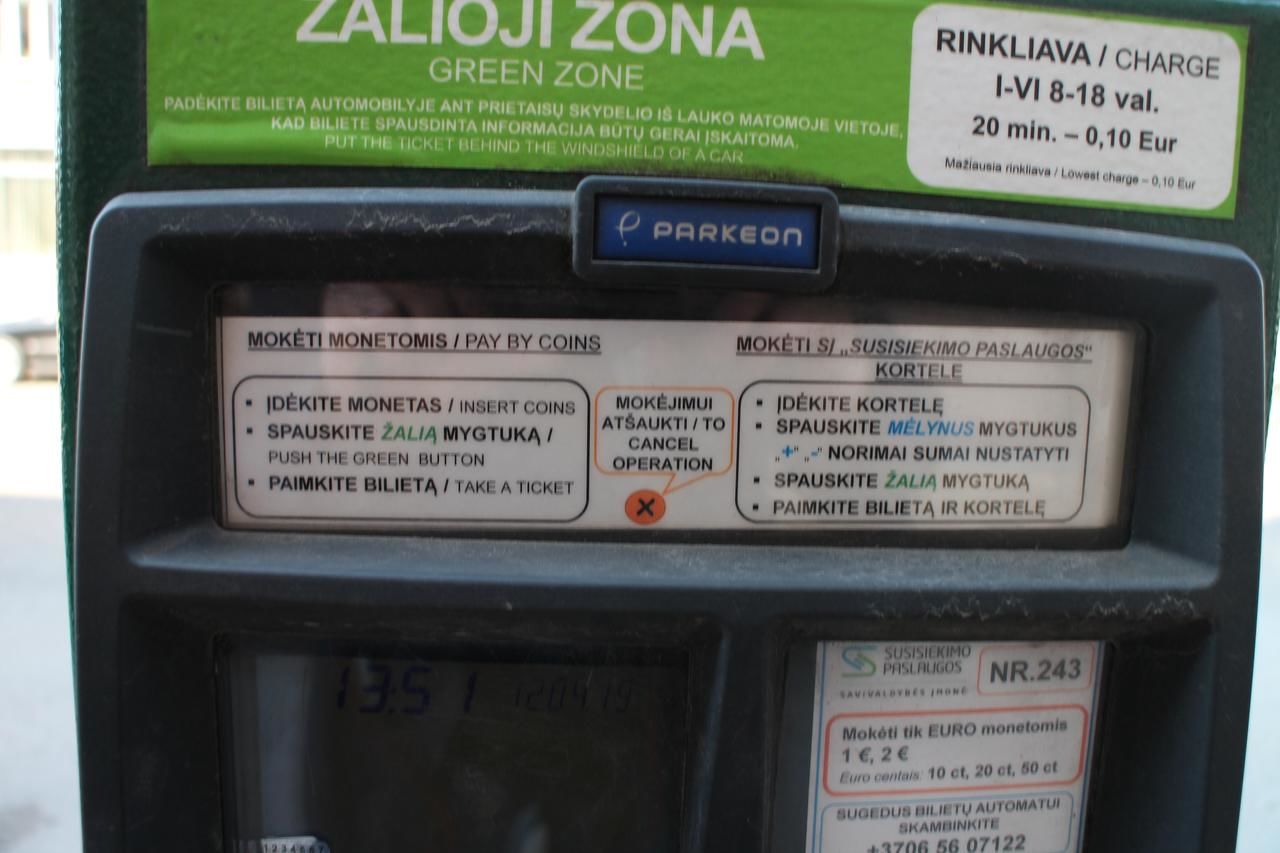 ŽALIOJI ZONA
GREEN ZONE
PADĖKITE BILIETĄ AUTOMOBILYJE ANT PRIETAISŲ SKYDELIO IŠ LAUKO MATOMOJE VIETOJE,
KAD BILIETE SPAUSDINTA INFORMACIJA BŪTŲ GERAI ĮSKAITOMA.
PUT THE TICKET BEHIND THE WINDSHIELD OF A CAR
RINKLIAVA / CHARGE
I-VI 8-18 val.
20 min. – 0,10 Eur
Mažiausia rinkliava / Lowest charge – 0,10 Eur
PARKEON
MOKĖTI MONETOMIS / PAY BY COINS
▪ ĮDĖKITE MONETAS / INSERT COINS
▪ SPAUSKITE ŽALIĄ MYGTUKĄ /
PUSH THE GREEN BUTTON
▪ PAIMKITE BILIETĄ / TAKE A TICKET
MOKĖJIMUI
ATŠAUKTI / TO
CANCEL
OPERATION
X
MOKĖTI SĮ „SUSISIEKIMO PASLAUGOS“
KORTELE
▪ ĮDĖKITE KORTELĘ
▪ SPAUSKITE MĖLYNUS MYGTUKUS
„+“ „-“ NORIMAI SUMAI NUSTATYTI
▪ SPAUSKITE ŽALIĄ MYGTUKĄ
▪ PAIMKITE BILIETĄ IR KORTELĘ
13:51 120419
1234567
SUSISIEKIMO
PASLAUGOS
SAVIVALDYBĖS ĮMONĖ
NR.243
Mokėti tik EURO monetomis
1 €, 2 €
Euro centais: 10 ct, 20 ct, 50 ct
SUGEDUS BILIETŲ AUTOMATUI
SKAMBINKITE
+3706 56 07122